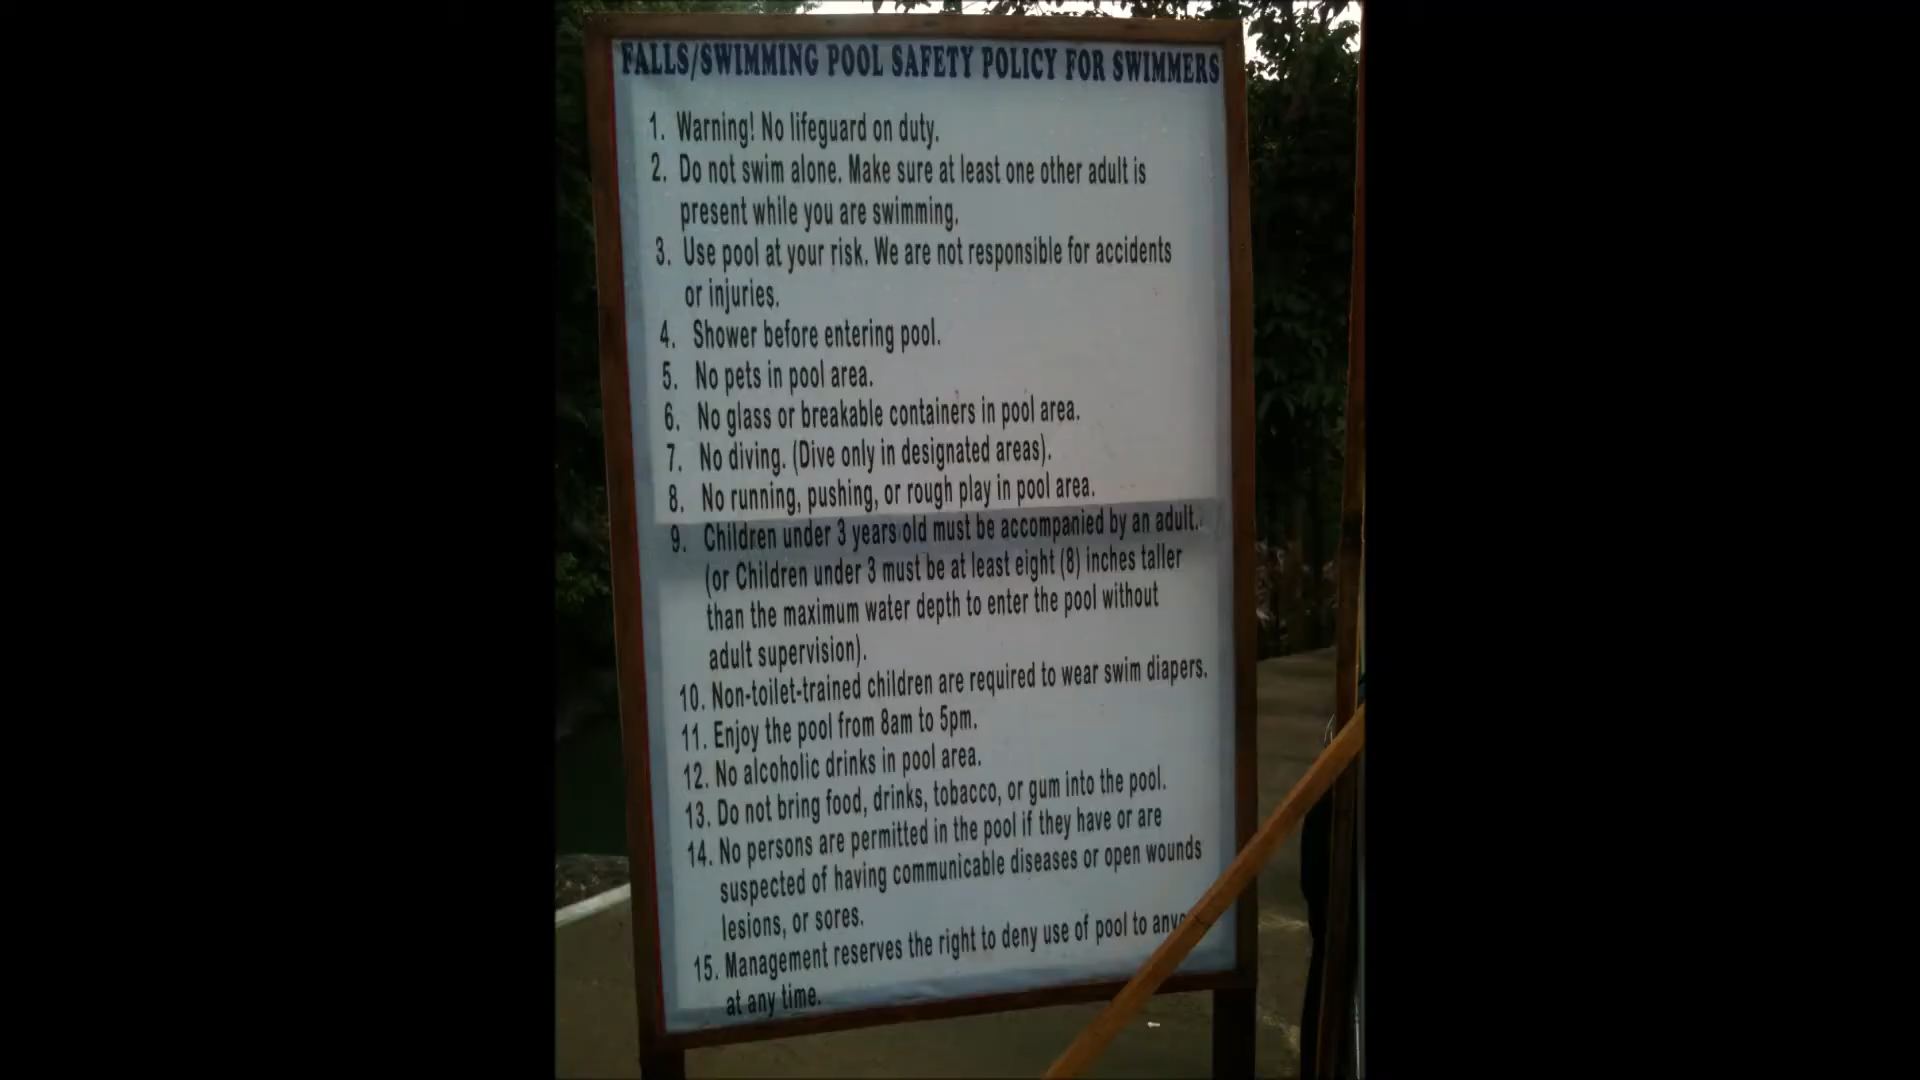 FALLS/SWIMMING POOL SAFETY POLICY FOR SWIMMERS
1. Warning! No lifeguard on duty.
2. Do not swim alone. Make sure at least one other adult is
present while you are swimming.
3. Use pool at your risk. We are not responsible for accidents
or injuries.
4. Shower before entering pool.
5. No pets in pool area.
6. No glass or breakable containers in pool area.
7. No diving. (Dive only in designated areas).
8. No running, pushing, or rough play in pool area.
9. Children under 3 years old must be accompanied by an adult.
(or Children under 3 must be at least eight (8) inches taller
than the maximum water depth to enter the pool without
adult supervision).
10. Non-toilet-trained children are required to wear swim diapers.
11. Enjoy the pool from 8am to 5pm.
12. No alcoholic drinks in pool area.
13. Do not bring food, drinks, tobacco, or gum into the pool.
14. No persons are permitted in the pool if they have or are
suspected of having communicable diseases or open wounds
lesions, or sores.
15. Management reserves the right to deny use of pool to
at any time.